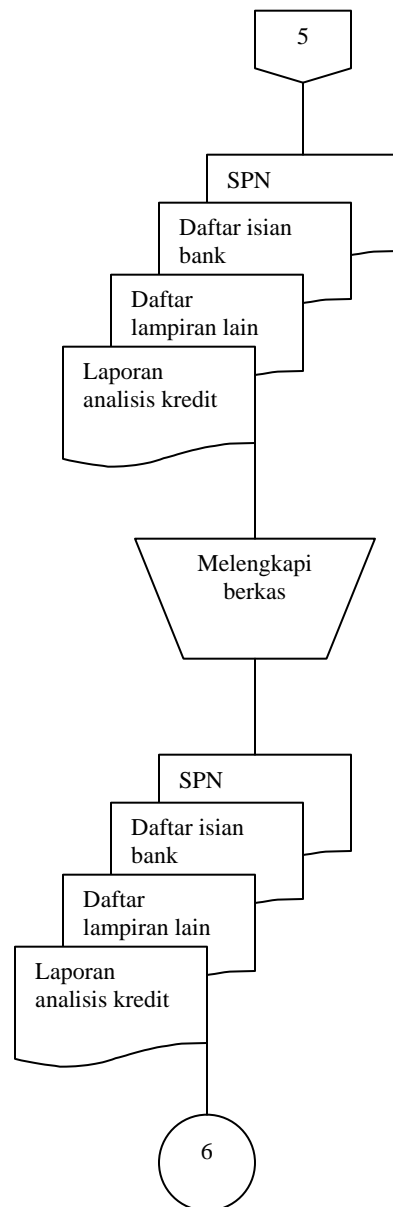 5
SPN
Daftar isian
bank
Daftar
lampiran lain
Laporan
analisis kredit
Melengkapi
berkas
SPN
Daftar isian
bank
Daftar
lampiran lain
Laporan
analisis kredit
6